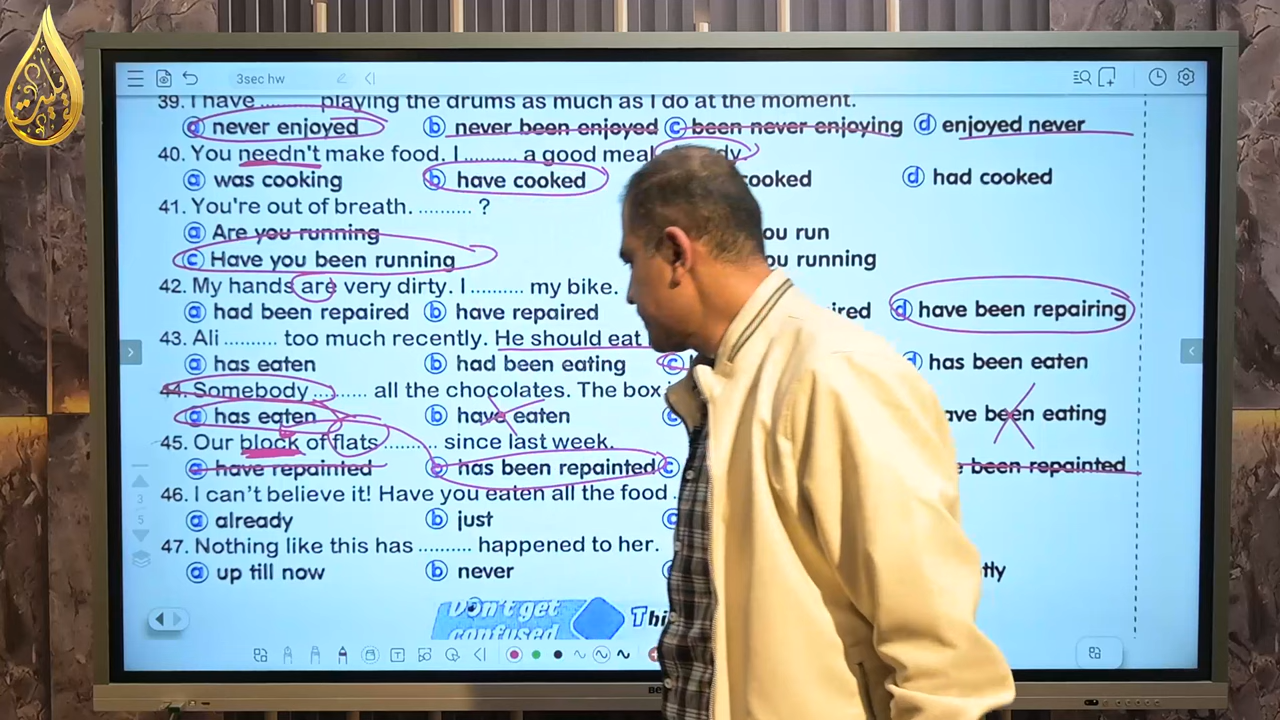 بليت
3sec hw
39. I have .......... playing the drums as much as I do at the moment.
a never enjoyed b never been enjoyed c been never enjoying d enjoyed never
40. You needn't make food. I .......... a good meal
a was cooking b have cooked cooked d had cooked
41. You're out of breath. .......... ?
a Are you running you run
c Have you been running you running
42. My hands are very dirty. I .......... my bike.
a had been repaired b have repaired d have been repairing
43. Ali .......... too much recently. He should eat
a has eaten b had been eating c d has been eaten
44. Somebody .......... all the chocolates. The box
a has eaten b have eaten c have been eating
45. Our block of flats .......... since last week.
a have repainted b has been repainted c been repainted
46. I can't believe it! Have you eaten all the food
a already b just
47. Nothing like this has .......... happened to her.
a up till now b never
Don't get
confused
3
5